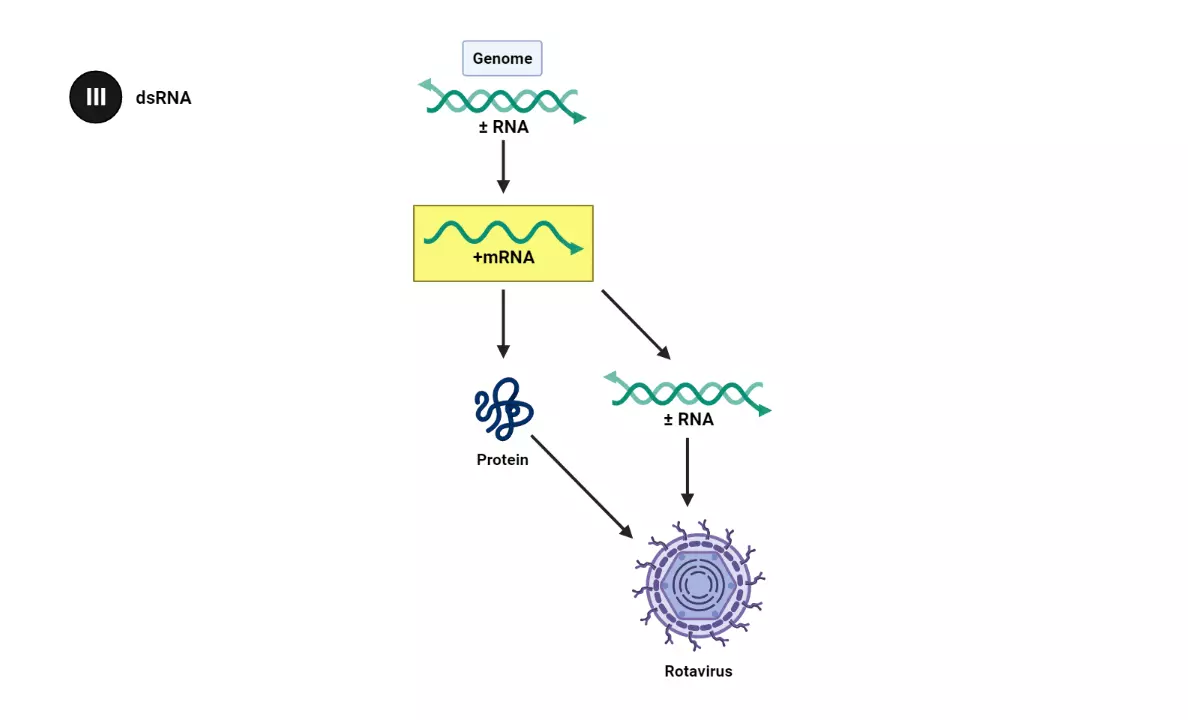 Genome
III
dsRNA
± RNA
+mRNA
± RNA
Protein
Rotavirus